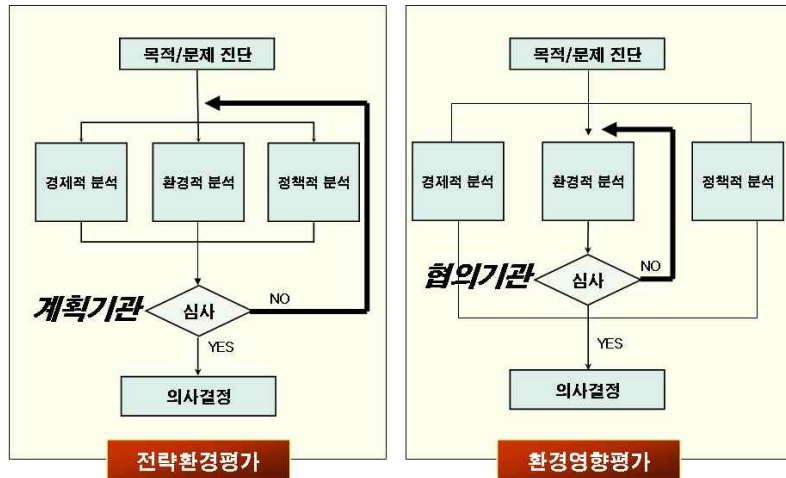 목적/문제 진단
경제적 분석
환경적 분석
정책적 분석
계획기관
심사
NO
YES
의사결정
전략환경평가
목적/문제 진단
경제적 분석
환경적 분석
정책적 분석
협의기관
심사
NO
YES
의사결정
환경영향평가